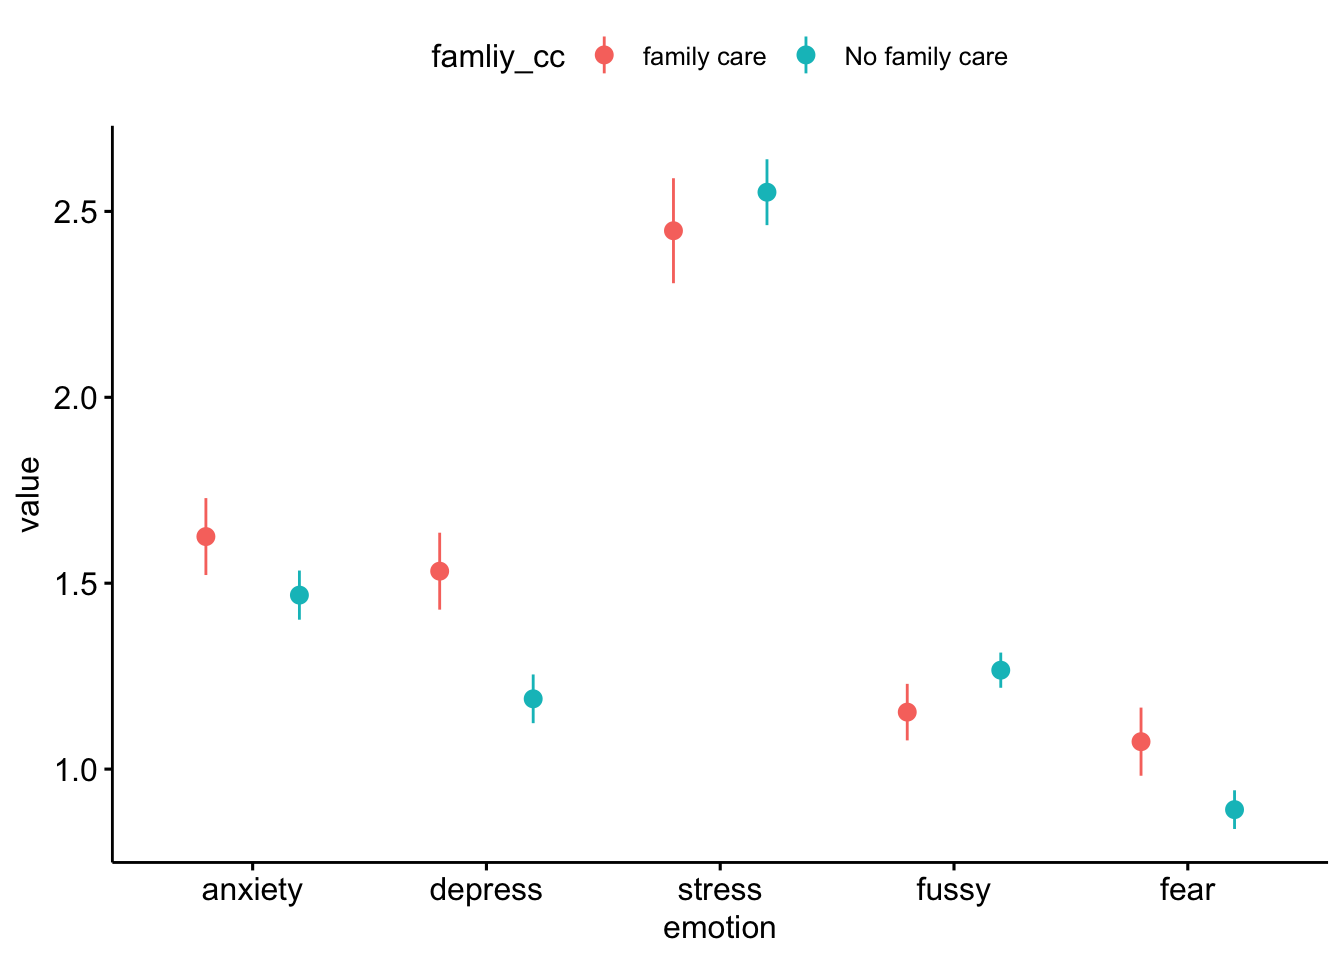 famliy_cc family care No family care
2.5
2.0
1.5
1.0
value
anxiety depress stress fussy fear
emotion